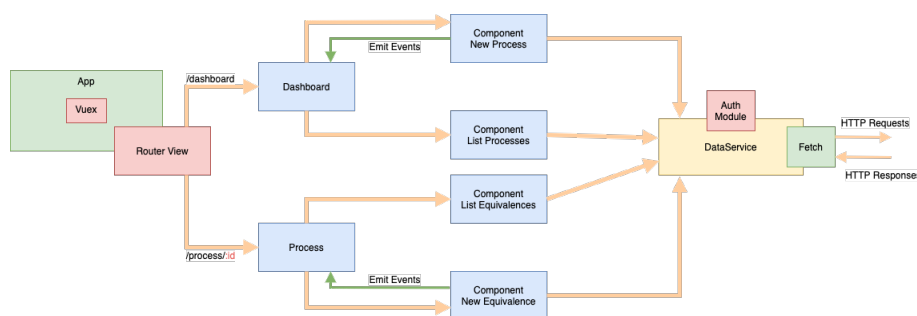 Component
New Process
Emit Events
App
/dashboard
Dashboard
Vuex
Auth
Module
HTTP Requests
Component
List Processes
Router View
DataService
Fetch
HTTP Responses
Component
List Equivalences
Process
/process/:id
Emit Events
Component
New Equivalence